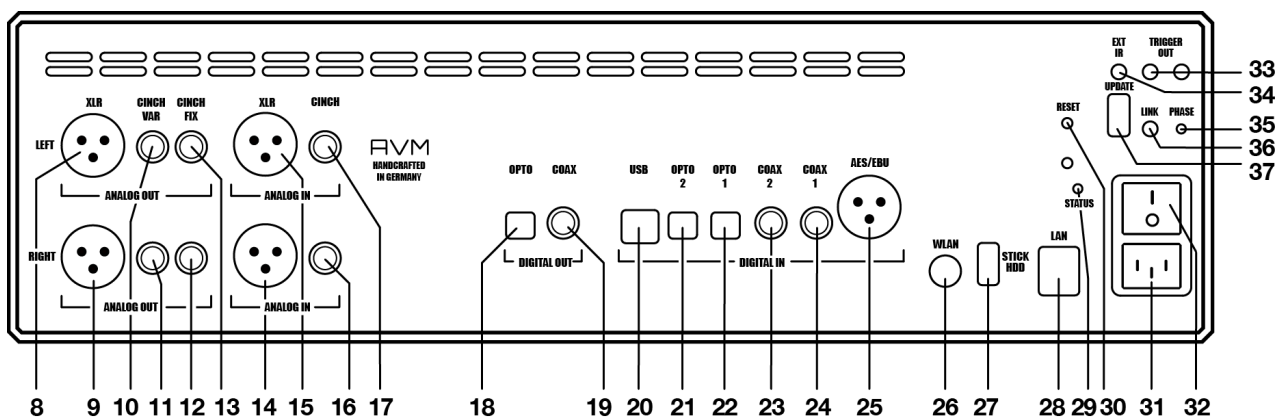 EXT
IR
TRIGGER
OUT
33
34
UPDATE
XLR
CINCH
VAR
CINCH
FIX
XLR
CINCH
RESET
LINK
PHASE
35
36
37
LEFT
AVM
HANDCRAFTED
IN GERMANY
OPTO
COAX
USB
OPTO
2
OPTO
1
COAX
2
COAX
1
AES/EBU
ANALOG OUT
ANALOG IN
STATUS
WLAN
STICK
HDD
LAN
RIGHT
DIGITAL OUT
DIGITAL IN
ANALOG OUT
ANALOG IN
8 9 10 11 12 13 14 15 16 17 18 19 20 21 22 23 24 25 26 27 28 29 30 31 32